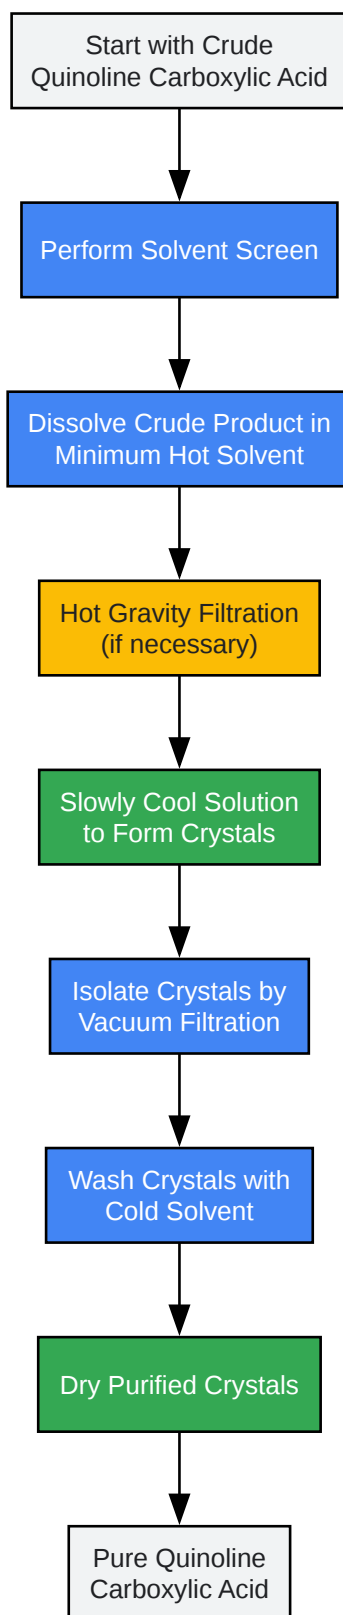 Start with Crude
Quinoline Carboxylic Acid
Perform Solvent Screen
Dissolve Crude Product in
Minimum Hot Solvent
Hot Gravity Filtration
(if necessary)
Slowly Cool Solution
to Form Crystals
Isolate Crystals by
Vacuum Filtration
Wash Crystals with
Cold Solvent
Dry Purified Crystals
Pure Quinoline
Carboxylic Acid